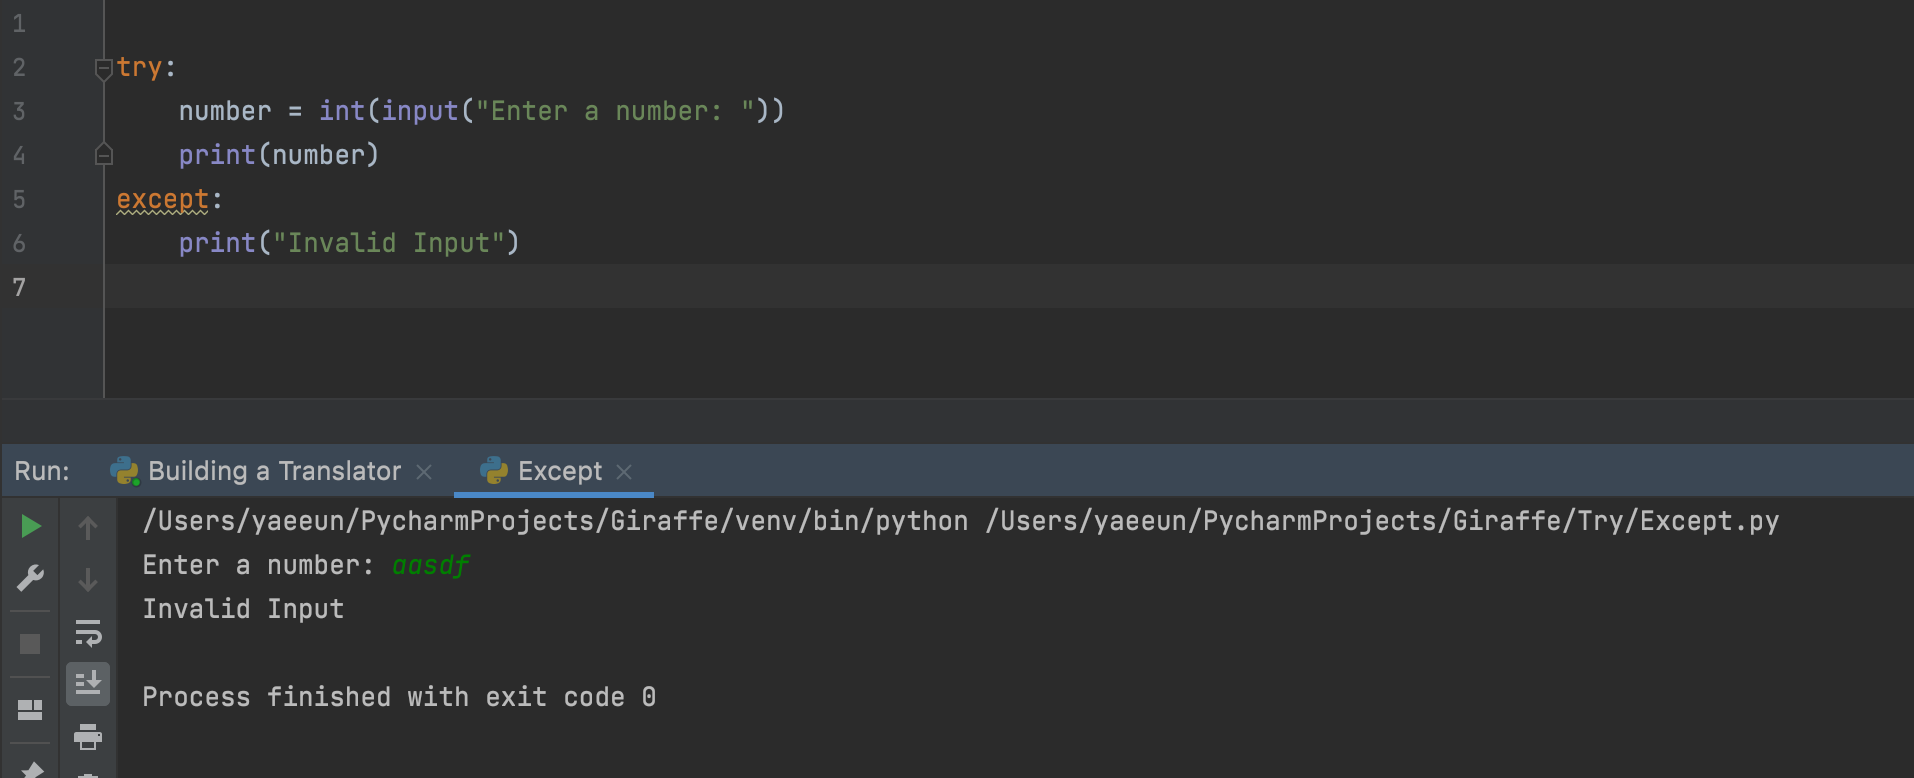 1
2 try:
3     number = int(input("Enter a number: "))
4     print(number)
5 except:
6     print("Invalid Input")
7
Run: Building a Translator × Except ×
/Users/yaeeun/PycharmProjects/Giraffe/venv/bin/python /Users/yaeeun/PycharmProjects/Giraffe/Try/Except.py
Enter a number: aasdf
Invalid Input
Process finished with exit code 0